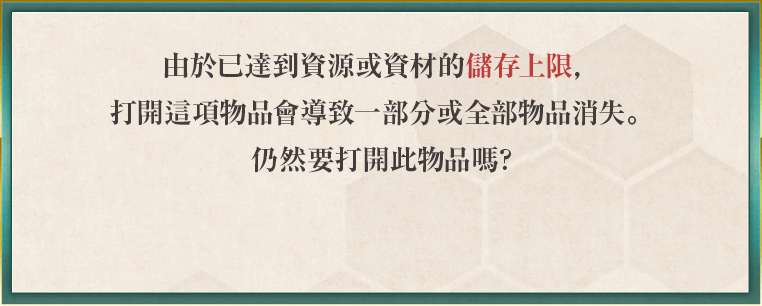 由於已達到資源或資材的儲存上限，
打開這項物品會導致一部分或全部物品消失。
仍然要打開此物品嗎?